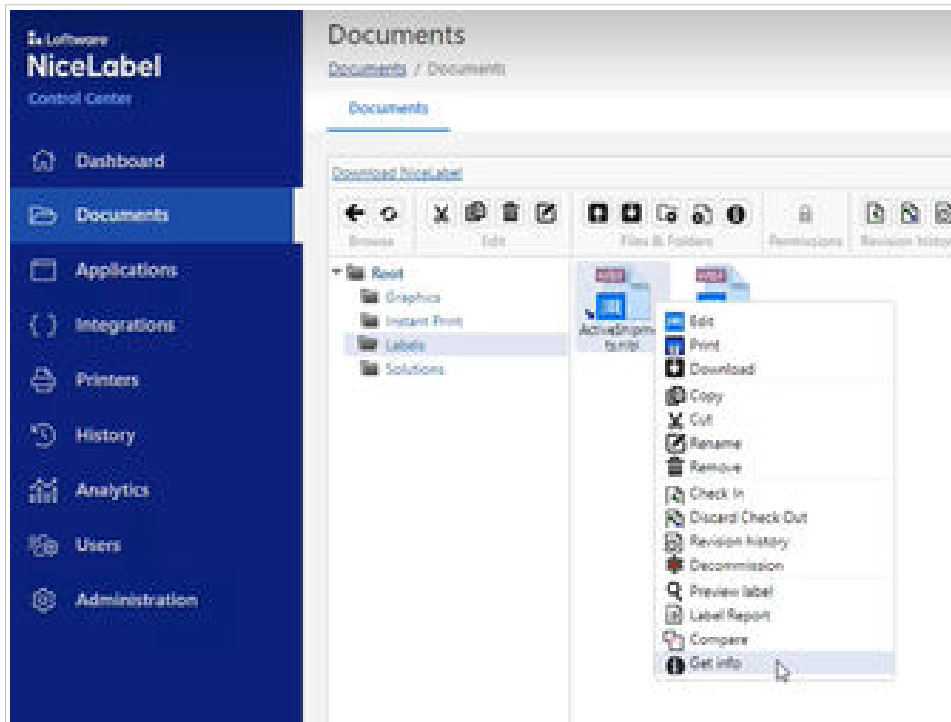 Loftware
NiceLabel
Control Center
Dashboard
Documents
Applications
Integrations
Printers
History
Analytics
Users
Administration
Documents
Documents / Documents
Documents
Download NiceLabel
Browse
Edit
Files & Folders
Permissions
Revision history
Root
Graphics
Instant Print
Labels
Solutions
Edit
Print
Download
Copy
Cut
Rename
Remove
Check In
Discard Check Out
Revision history
Decommission
Preview label
Label Report
Compare
Get info